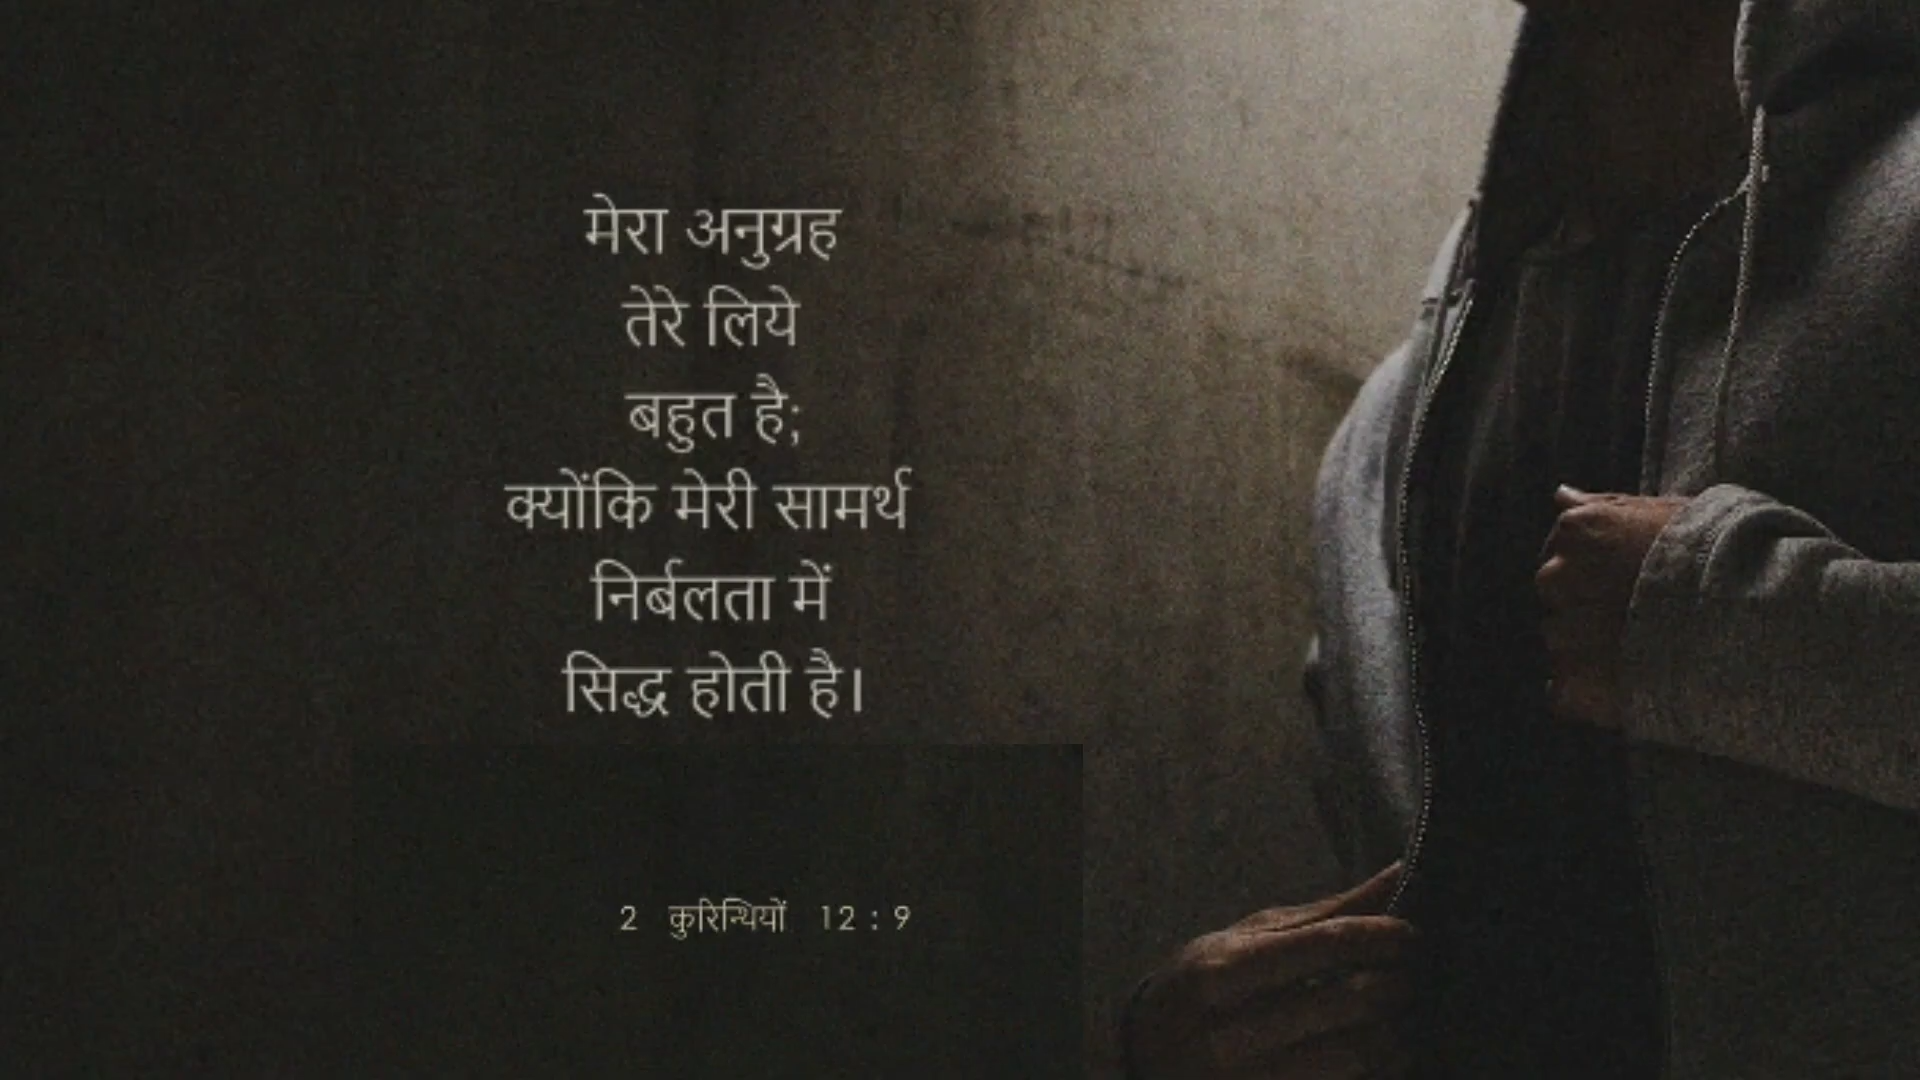 मेरा अनुग्रह
तेरे लिये
बहुत है;
क्योंकि मेरी सामर्थ
निर्बलता में
सिद्ध होती है।
2 कुरिन्थियों 12 : 9